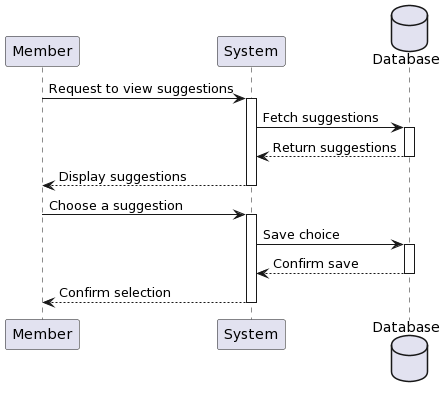 Member
System
Database
Request to view suggestions
Fetch suggestions
Return suggestions
Display suggestions
Choose a suggestion
Save choice
Confirm save
Confirm selection
Member
System
Database